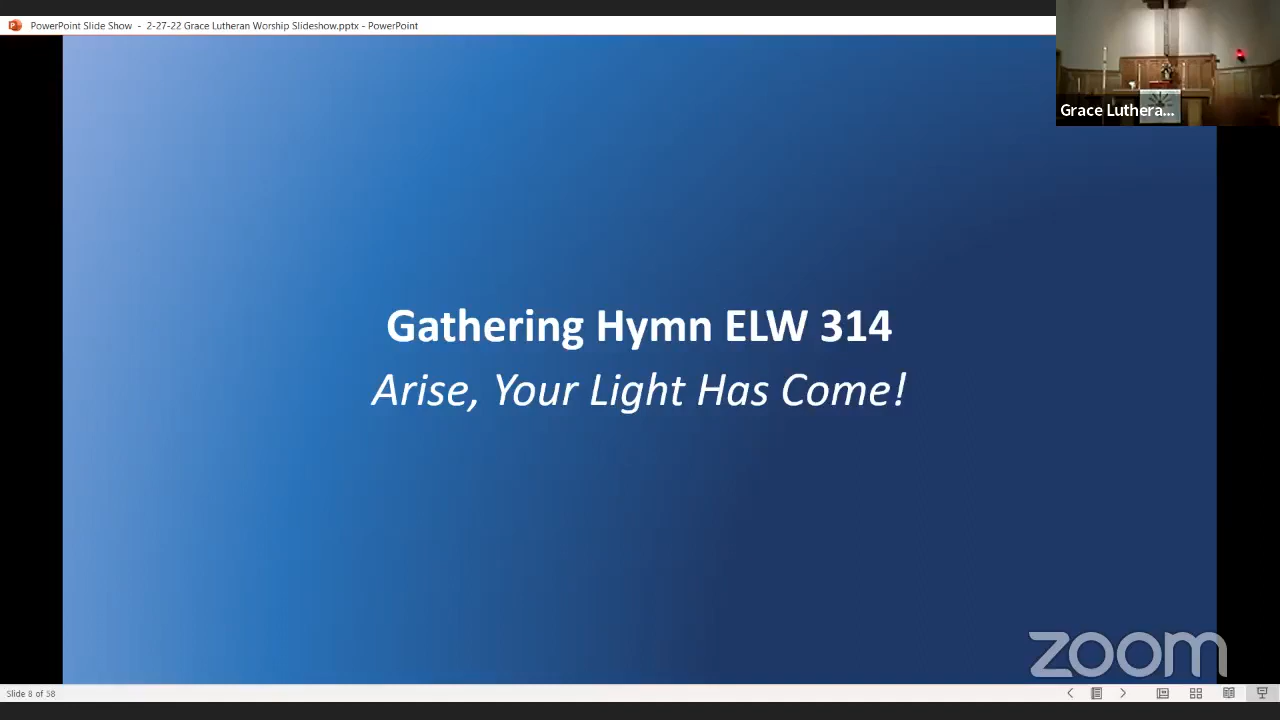 PowerPoint Slide Show - 2-27-22 Grace Lutheran Worship Slideshow.pptx - PowerPoint
Grace Luthera...
Gathering Hymn ELW 314
Arise, Your Light Has Come!
zoom
Slide 8 of 58